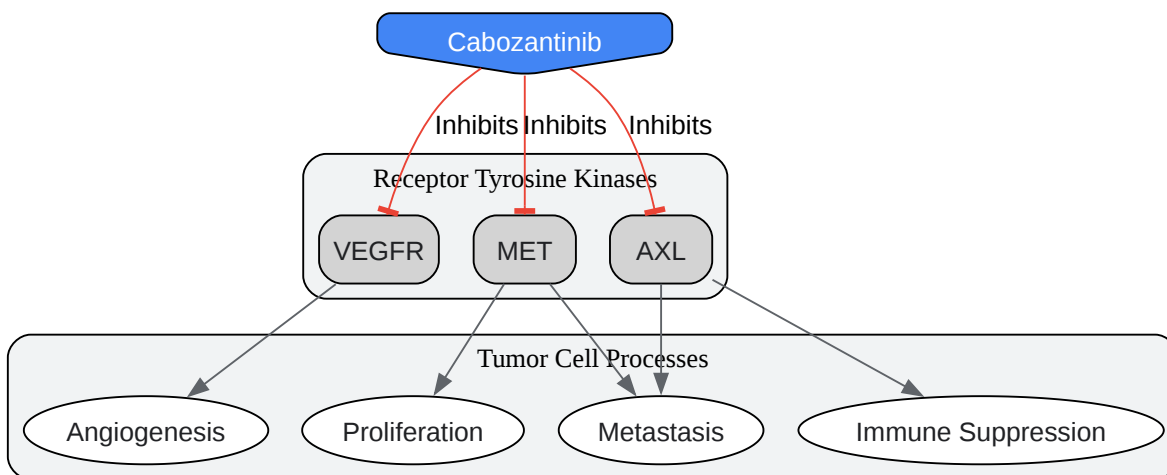 Cabozantinib
Inhibits Inhibits Inhibits
Receptor Tyrosine Kinases
VEGFR MET AXL
Tumor Cell Processes
Angiogenesis Proliferation Metastasis Immune Suppression